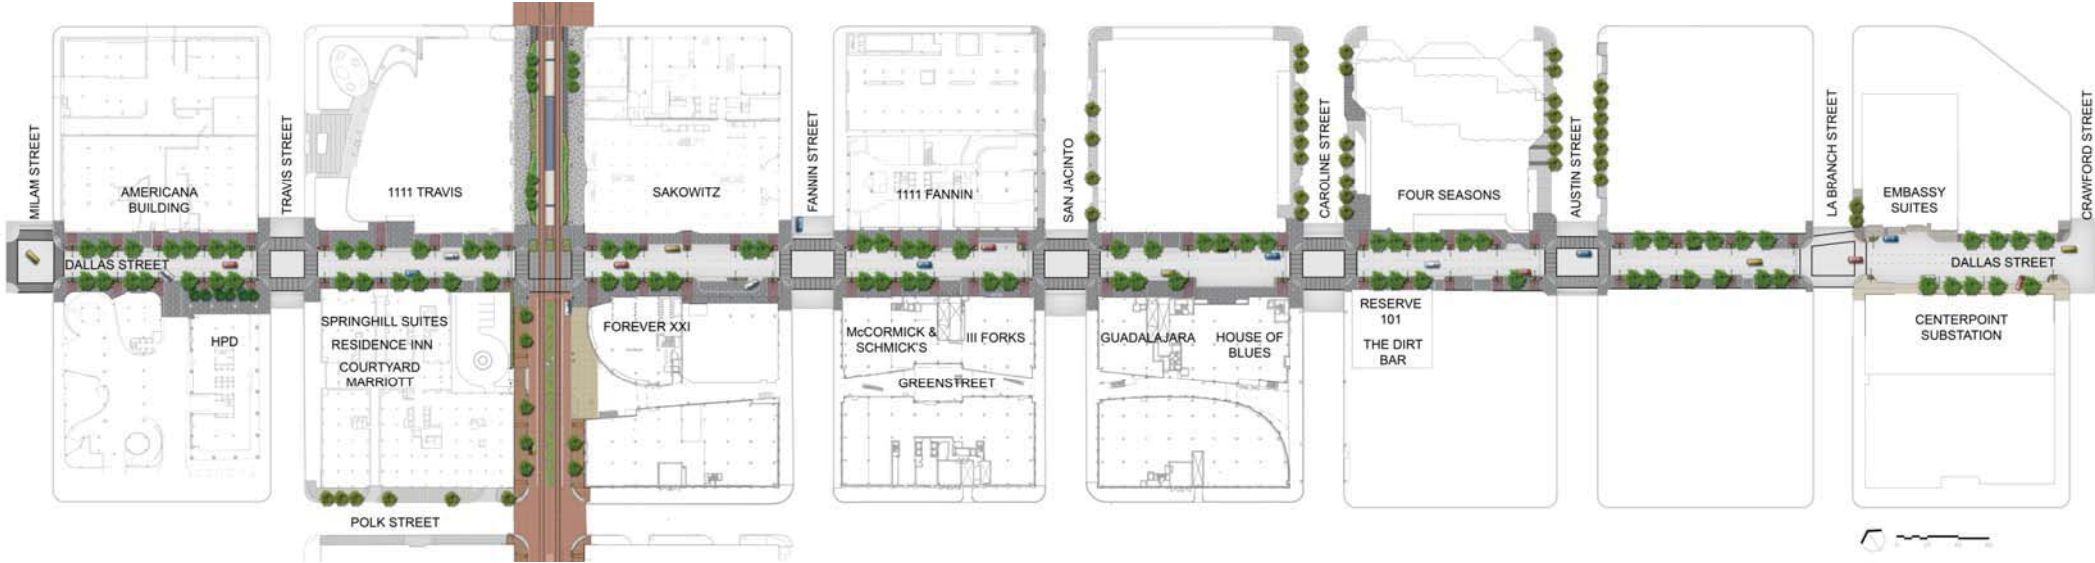 MILAM STREET
AMERICANA
BUILDING
TRAVIS STREET
1111 TRAVIS
SAKOWITZ
FANNIN STREET
1111 FANNIN
SAN JACINTO
CAROLINE STREET
FOUR SEASONS
AUSTIN STREET
LA BRANCH STREET
EMBASSY
SUITES
CRAWFORD STREET
DALLAS STREET
DALLAS STREET
HPD
SPRINGHILL SUITES
RESIDENCE INN
COURTYARD
MARRIOTT
FOREVER XXI
McCORMICK &
SCHMICK'S
III FORKS
GREENSTREET
GUADALAJARA
HOUSE OF
BLUES
RESERVE
101
THE DIRT
BAR
CENTERPOINT
SUBSTATION
POLK STREET